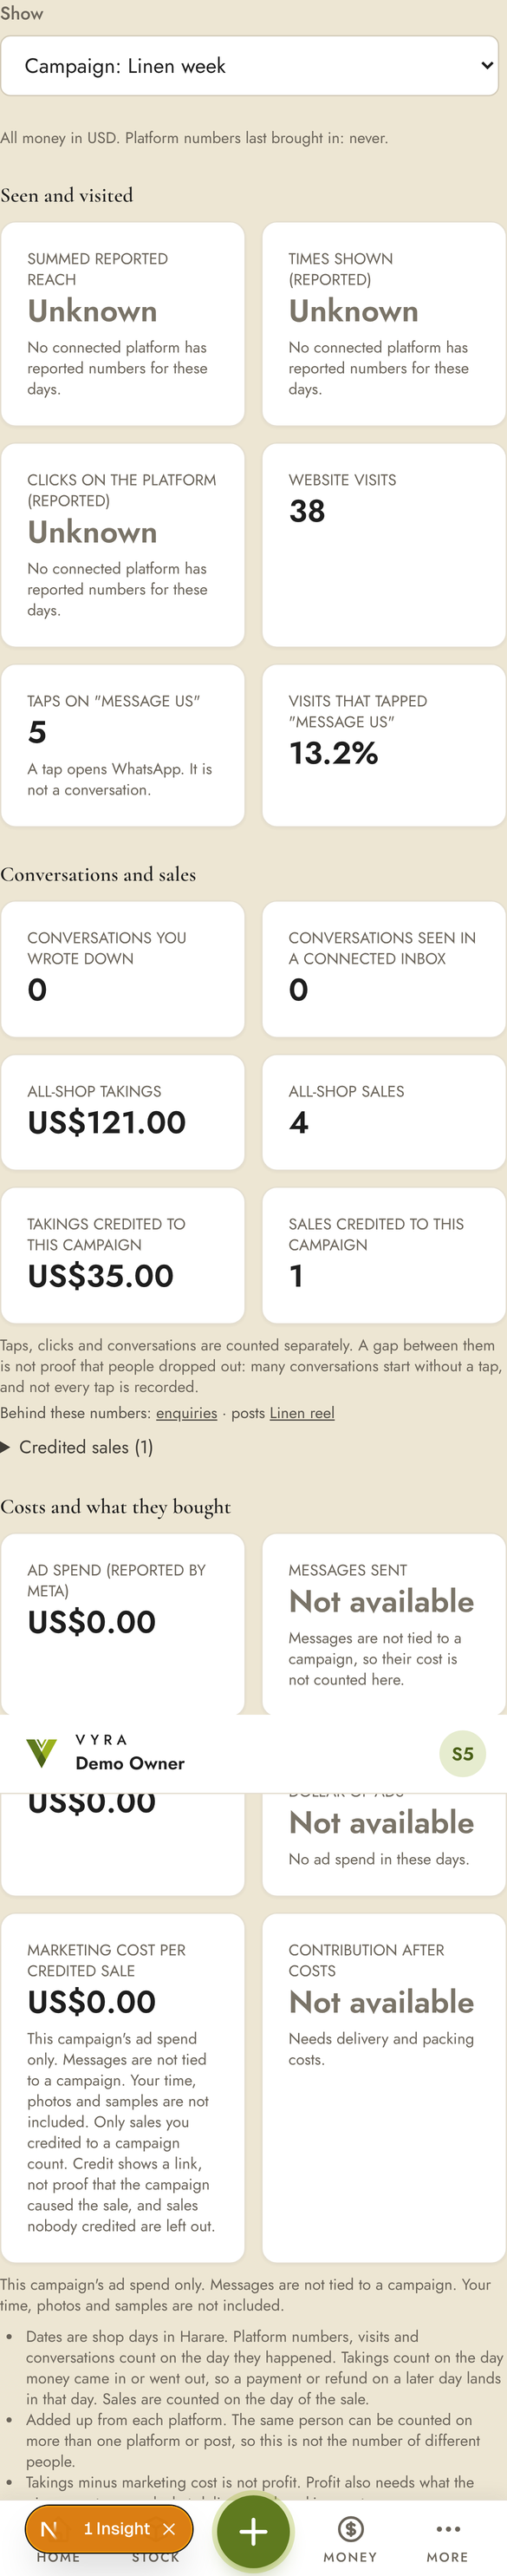 Show
Campaign: Linen week
All money in USD. Platform numbers last brought in: never.
Seen and visited
SUMMED REPORTED
REACH
Unknown
No connected platform has
reported numbers for these
days.
TIMES SHOWN
(REPORTED)
Unknown
No connected platform has
reported numbers for these
days.
CLICKS ON THE PLATFORM
(REPORTED)
Unknown
No connected platform has
reported numbers for these
days.
WEBSITE VISITS
38
TAPS ON "MESSAGE US"
5
A tap opens WhatsApp. It is
not a conversation.
VISITS THAT TAPPED
"MESSAGE US"
13.2%
Conversations and sales
CONVERSATIONS YOU
WROTE DOWN
0
CONVERSATIONS SEEN IN
A CONNECTED INBOX
0
ALL-SHOP TAKINGS
US$121.00
ALL-SHOP SALES
4
TAKINGS CREDITED TO
THIS CAMPAIGN
US$35.00
SALES CREDITED TO THIS
CAMPAIGN
1
Taps, clicks and conversations are counted separately. A gap between them
is not proof that people dropped out: many conversations start without a tap,
and not every tap is recorded.
Behind these numbers: enquiries · posts Linen reel
Credited sales (1)
Costs and what they bought
AD SPEND (REPORTED BY
META)
US$0.00
MESSAGES SENT
Not available
Messages are not tied to a
campaign, so their cost is
not counted here.
VYRA
Demo Owner
S5
US$0.00
DOLLAR OF ADS
Not available
No ad spend in these days.
MARKETING COST PER
CREDITED SALE
US$0.00
This campaign's ad spend
only. Messages are not tied
to a campaign. Your time,
photos and samples are not
included. Only sales you
credited to a campaign
count. Credit shows a link,
not proof that the campaign
caused the sale, and sales
nobody credited are left out.
CONTRIBUTION AFTER
COSTS
Not available
Needs delivery and packing
costs.
This campaign's ad spend only. Messages are not tied to a campaign. Your
time, photos and samples are not included.
Dates are shop days in Harare. Platform numbers, visits and
conversations count on the day they happened. Takings count on the day
money came in or went out, so a payment or refund on a later day lands
in that day. Sales are counted on the day of the sale.
Added up from each platform. The same person can be counted on
more than one platform or post, so this is not the number of different
people.
Takings minus marketing cost is not profit. Profit also needs what the
N 1 Insight
HOME
STOCK
MONEY
MORE